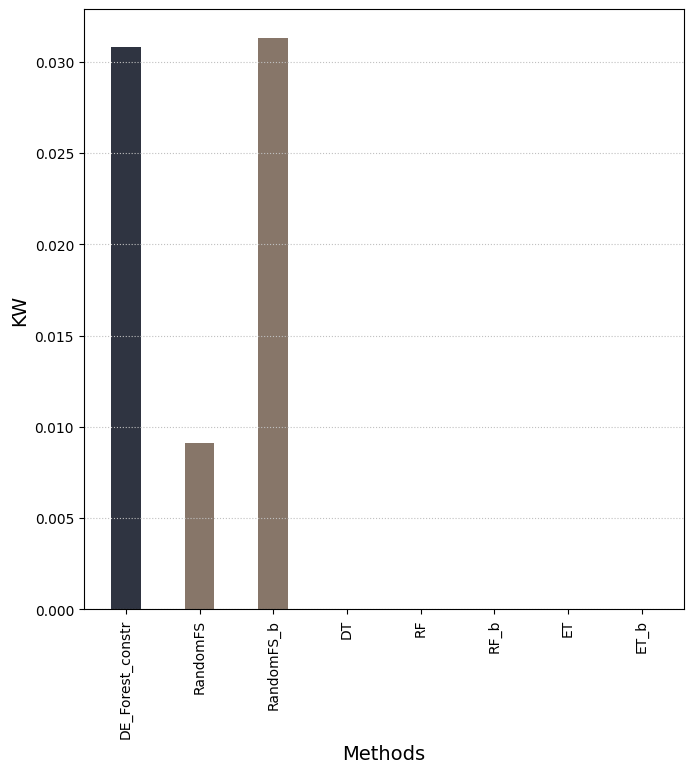 0.030
0.025
0.020
0.015
0.010
0.005
0.000
KW
DE_Forest_constr
RandomFS
RandomFS_b
DT
RF
RF_b
ET
ET_b
Methods